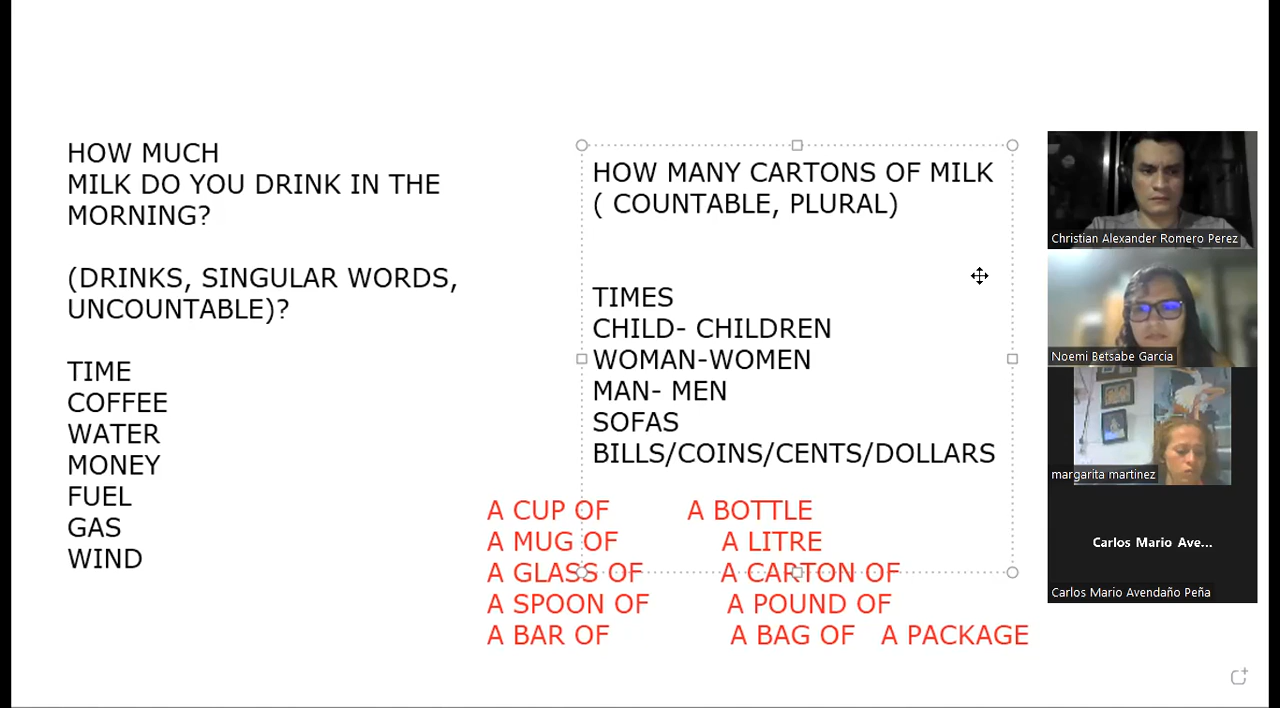 HOW MUCH
MILK DO YOU DRINK IN THE
MORNING?
(DRINKS, SINGULAR WORDS,
UNCOUNTABLE)?
TIME
COFFEE
WATER
MONEY
FUEL
GAS
WIND
HOW MANY CARTONS OF MILK
( COUNTABLE, PLURAL)
TIMES
CHILD- CHILDREN
WOMAN-WOMEN
MAN- MEN
SOFAS
BILLS/COINS/CENTS/DOLLARS
A CUP OF A BOTTLE
A MUG OF A LITRE
A GLASS OF A CARTON OF
A SPOON OF A POUND OF
A BAR OF A BAG OF A PACKAGE
Christian Alexander Romero Perez
Noemi Betsabe Garcia
margarita martinez
Carlos Mario Ave...
Carlos Mario Avendaño Peña